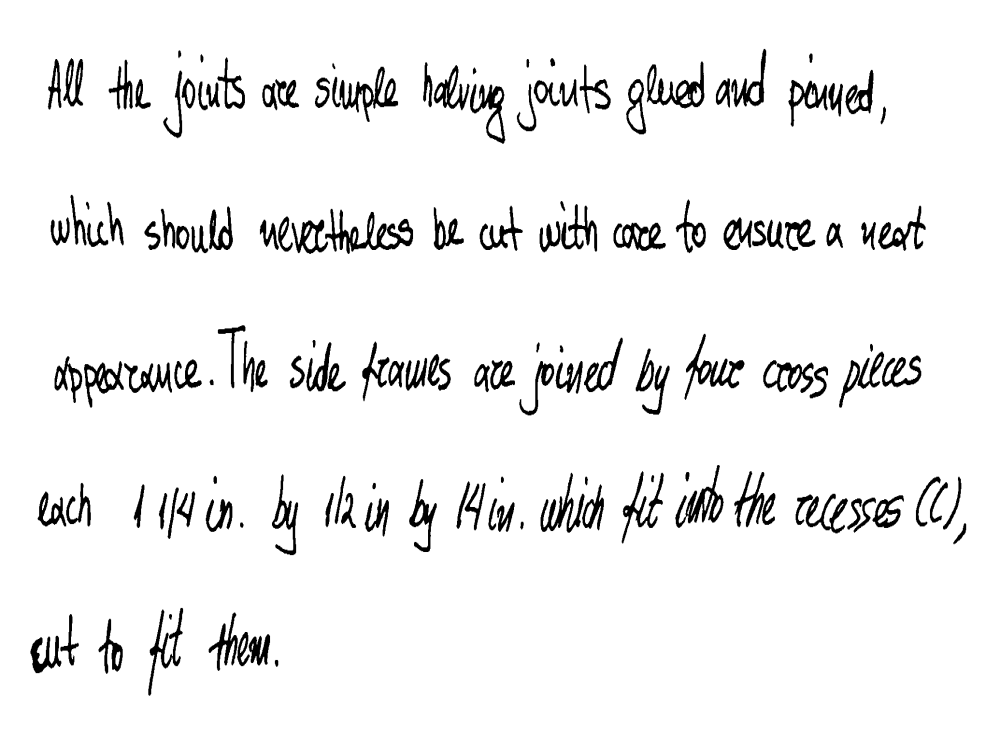 All the joints are simple halving joints glued and pinned,
which should nevertheless be cut with care to ensure a neat
appearance. The side frames are joined by four cross pieces
each 1 1/4 in. by 1/2 in by 14 in. which fit into the recesses (C),
cut to fit them.